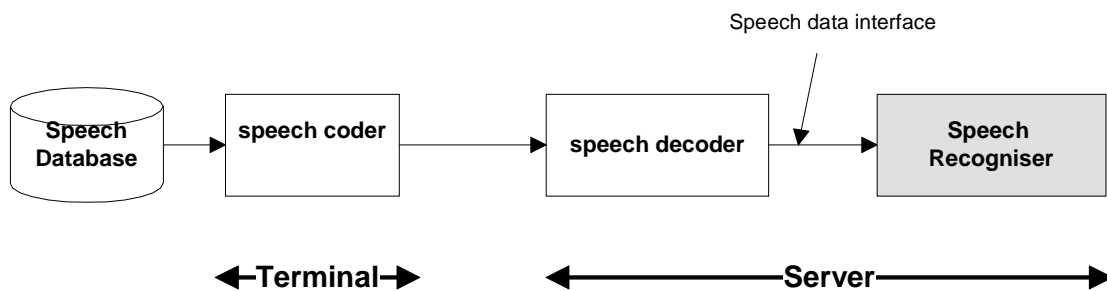 Speech data interface
Speech
Database
speech coder
speech decoder
Speech
Recogniser
Terminal
Server